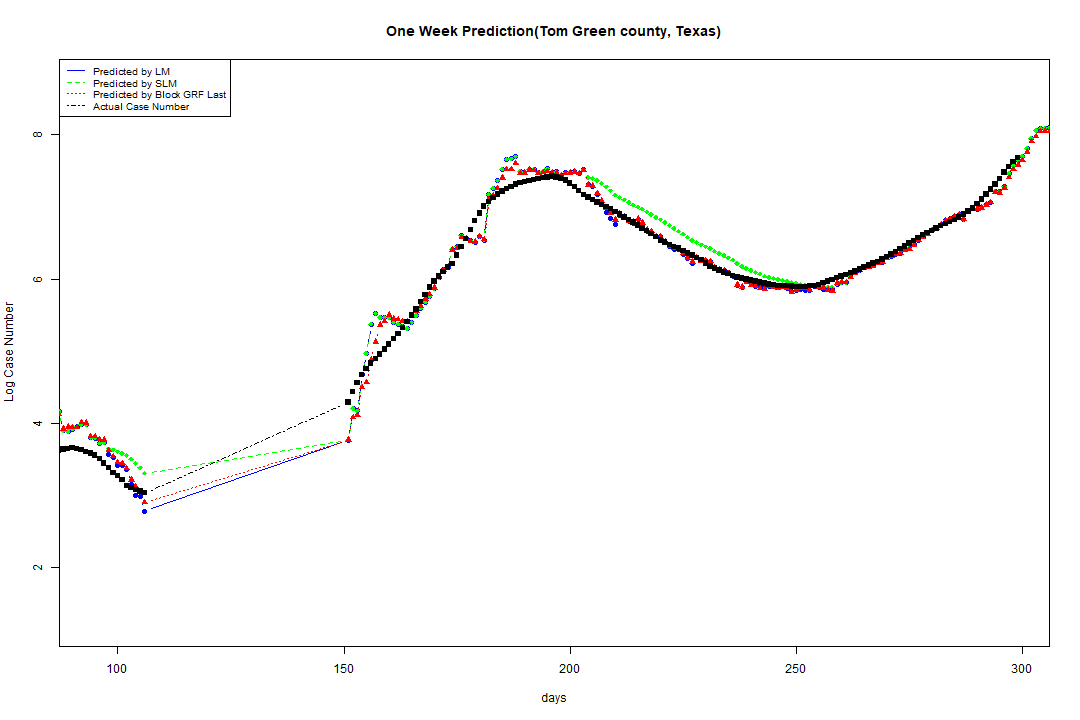 One Week Prediction(Tom Green county, Texas)
Predicted by LM
Predicted by SLM
Predicted by Block GRF Last
Actual Case Number
8
6
4
2
Log Case Number
100 150 200 250 300
days